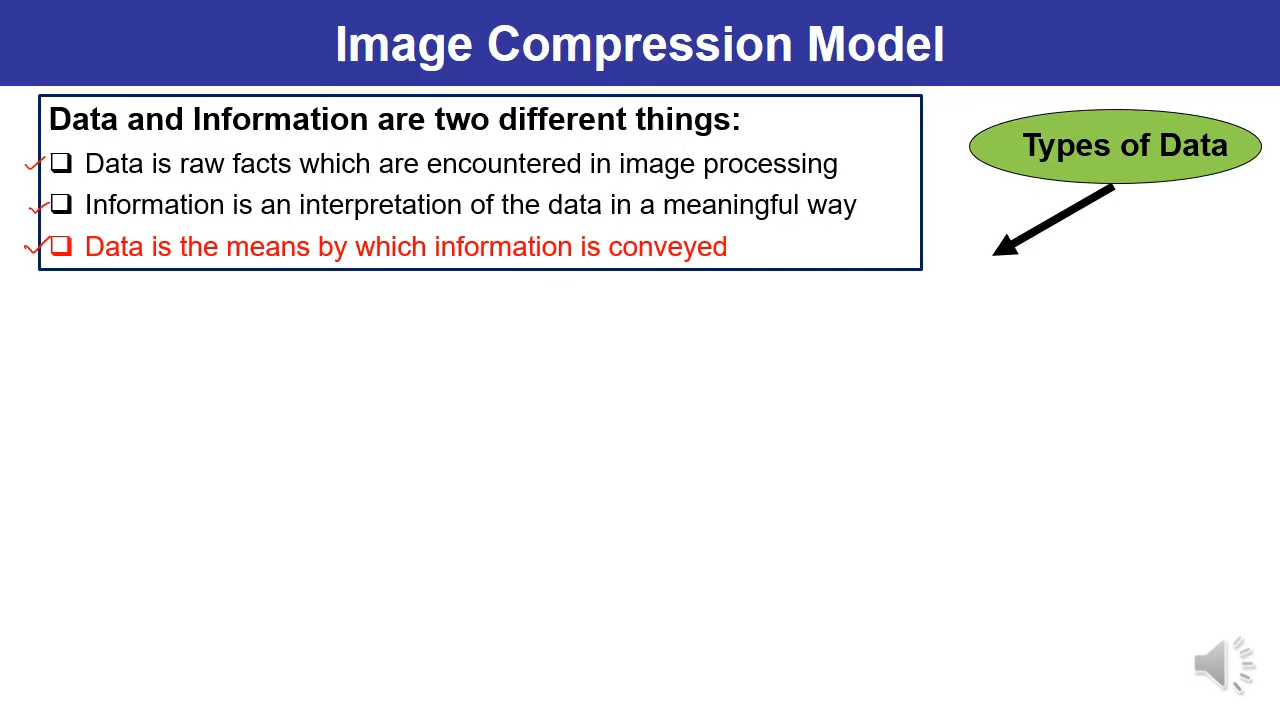 Image Compression Model
Data and Information are two different things:
Data is raw facts which are encountered in image processing
Information is an interpretation of the data in a meaningful way
Data is the means by which information is conveyed
Types of Data